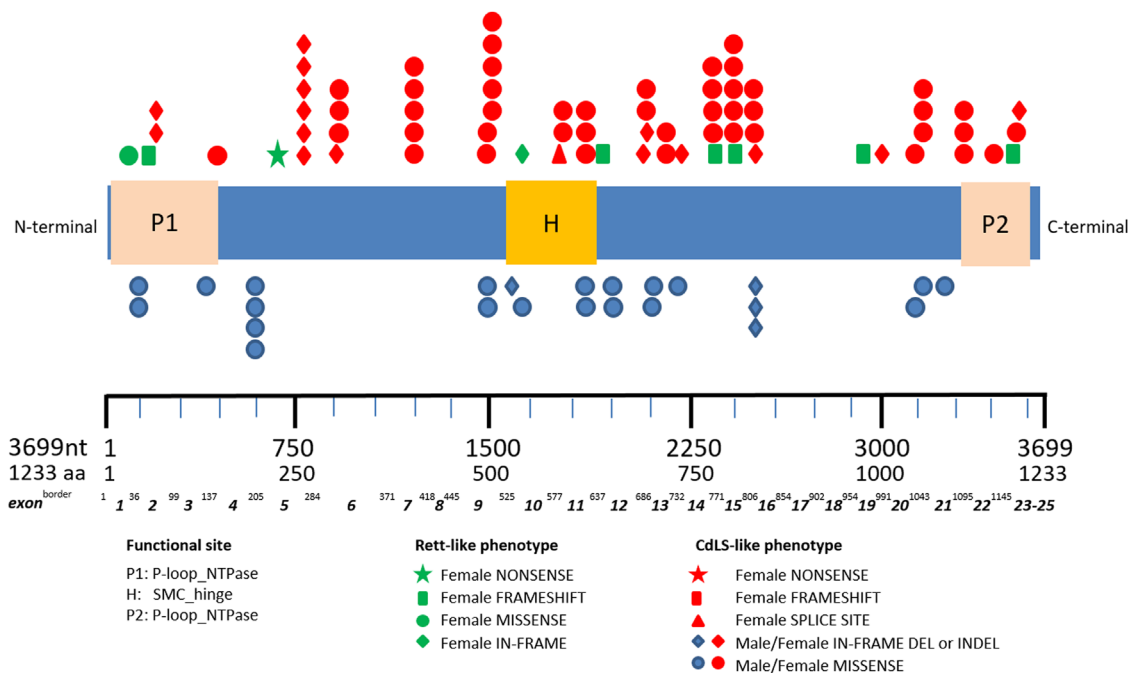 P1
H
P2
N-terminal
C-terminal
3699nt 1 750 1500 2250 3000 3699
1233 aa 1 250 500 750 1000 1233
exon border 1 1 36 2 99 3 137 4 205 5 284 6 371 7 418 8 445 9 525 10 577 11 637 12 686 13 732 14 771 15 806 16 854 17 902 18 954 19 991 20 1043 21 1095 22 1145 23-25
Functional site
P1: P-loop_NTPase
H: SMC_hinge
P2: P-loop_NTPase
Rett-like phenotype
Female NONSENSE
Female FRAMESHIFT
Female MISSENSE
Female IN-FRAME
CdLS-like phenotype
Female NONSENSE
Female FRAMESHIFT
Female SPLICE SITE
Male/Female IN-FRAME DEL or INDEL
Male/Female MISSENSE